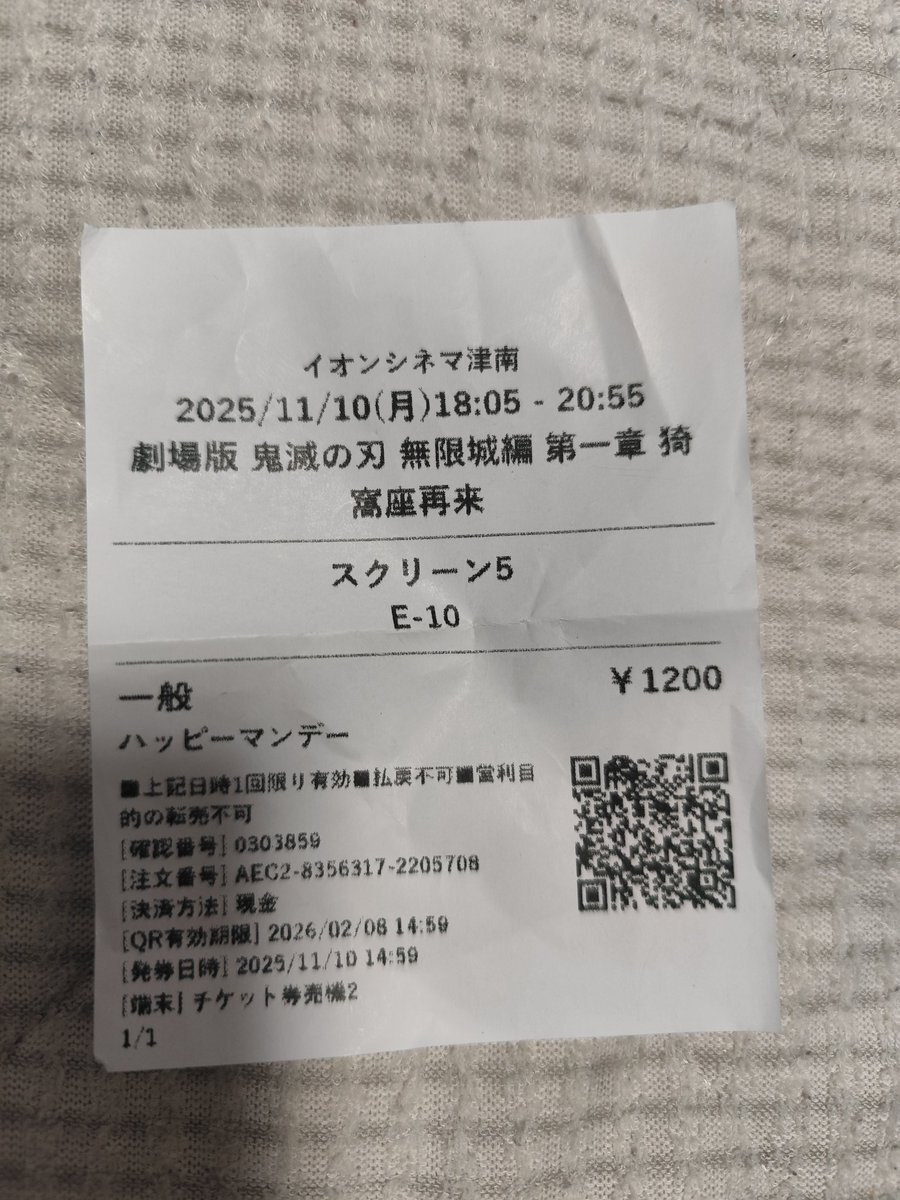 イオンシネマ津南
2025/11/10(月)18:05 - 20:55
劇場版 鬼滅の刃 無限城編 第一章 猗
窩座再来
スクリーン5
E-10
一般
¥1200
ハッピーマンデー
■上記日時1回限り有効■払戻不可■営利目
的の転売不可
[確認番号] 0303859
[注文番号] AEC2-8356317-2205708
[決済方法] 現金
[QR有効期限] 2026/02/08 14:59
[発券日時] 2025/11/10 14:59
[端末] チケット券売機2
1/1